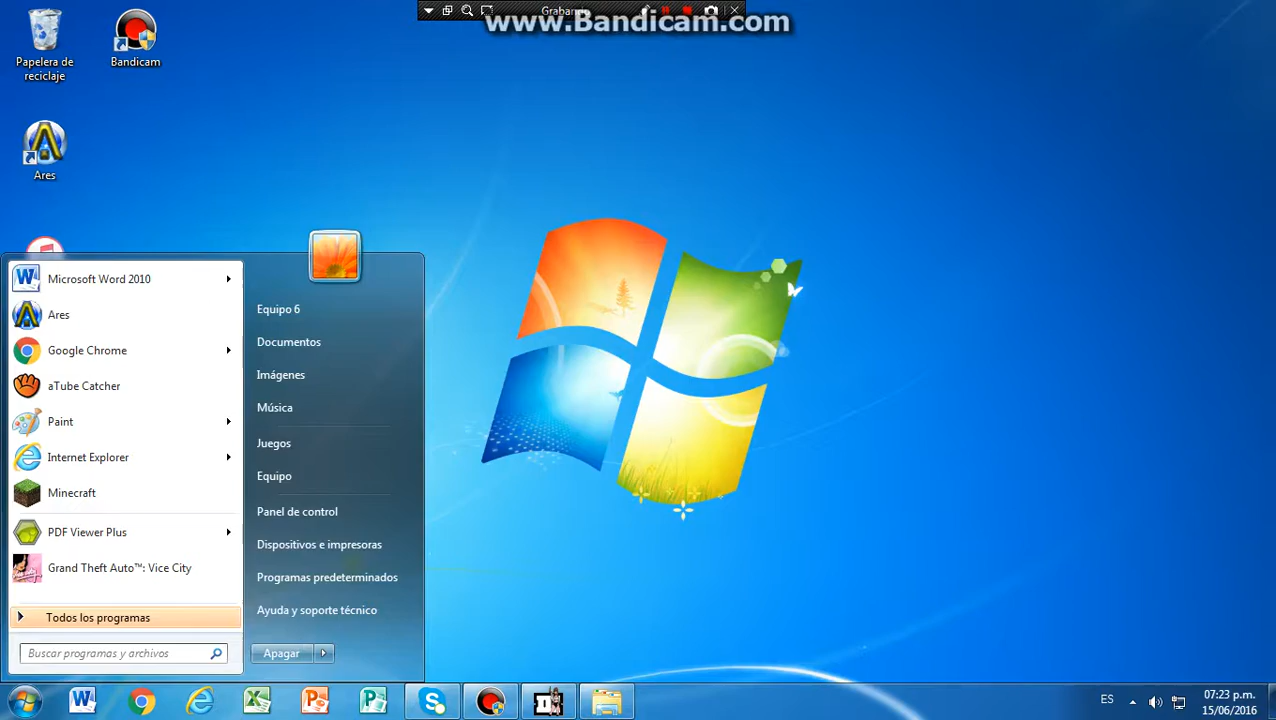 Grabando
www.Bandicam.com
Papelera de
reciclaje
Bandicam
Ares
Microsoft Word 2010
Ares
Google Chrome
aTube Catcher
Paint
Internet Explorer
Minecraft
PDF Viewer Plus
Grand Theft Auto™: Vice City
Todos los programas
Buscar programas y archivos
Equipo 6
Documentos
Imágenes
Música
Juegos
Equipo
Panel de control
Dispositivos e impresoras
Programas predeterminados
Ayuda y soporte técnico
Apagar
ES
07:23 p.m.
15/06/2016